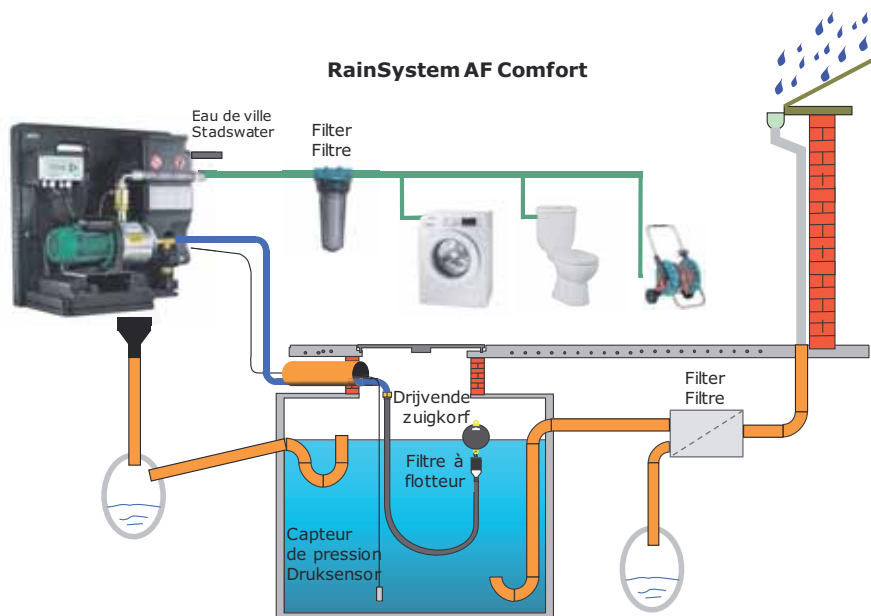 RainSystem AF Comfort
Eau de ville
Stadswater
Filter
Filtre
Filter
Filtre
Drijvende
zuigkorf
Filtre à
flotteur
Capteur
de pression
Druksensor